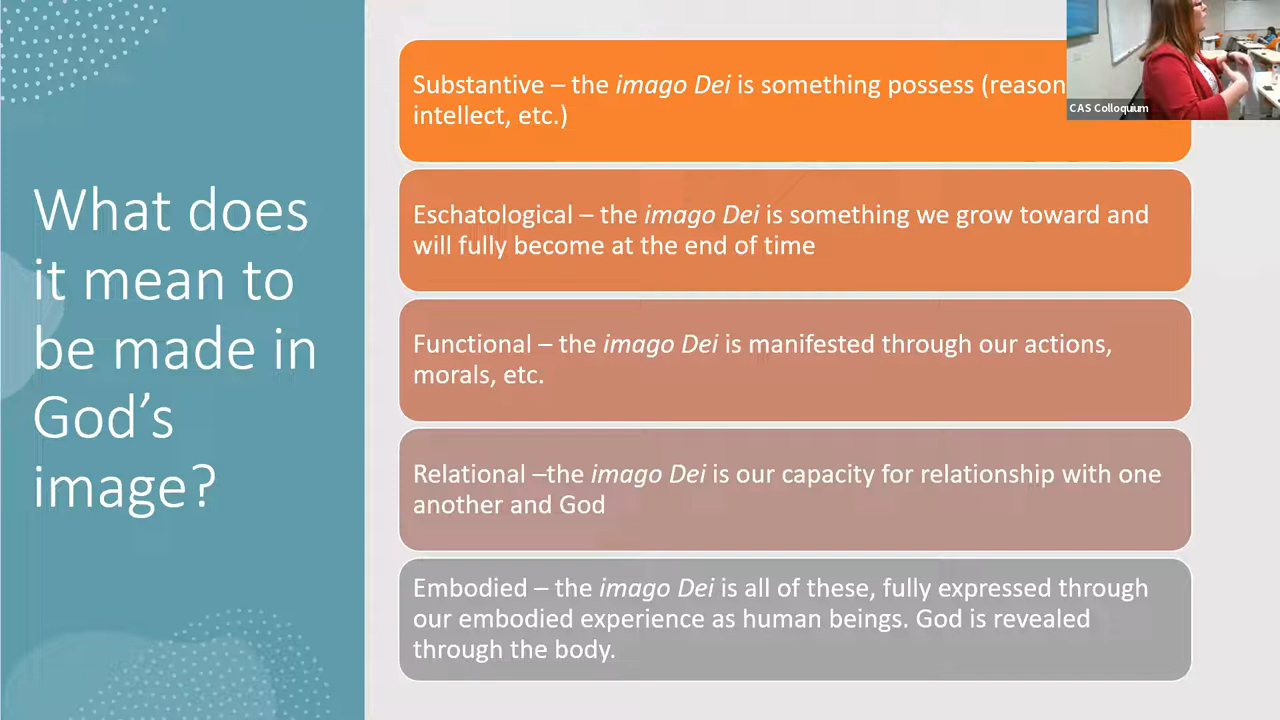 What does
it mean to
be made in
God's
image?
Substantive – the imago Dei is something possess (reason
intellect, etc.)
Eschatological – the imago Dei is something we grow toward and
will fully become at the end of time
Functional – the imago Dei is manifested through our actions,
morals, etc.
Relational –the imago Dei is our capacity for relationship with one
another and God
Embodied – the imago Dei is all of these, fully expressed through
our embodied experience as human beings. God is revealed
through the body.
CAS Colloquium